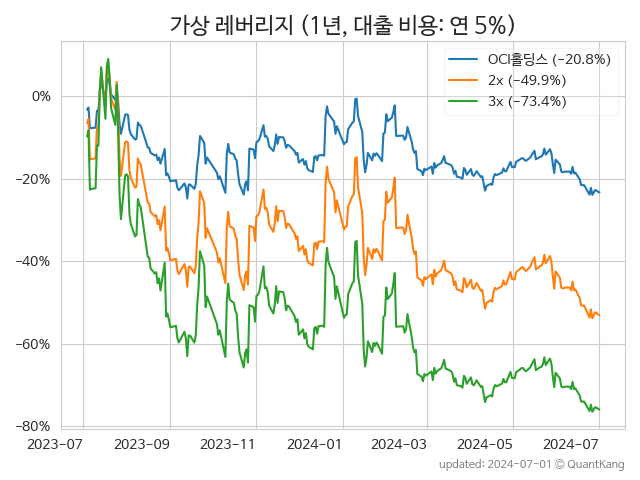 가상 레버리지 (1년, 대출 비용: 연 5%)
OCI홀딩스 (−20.8%)
2x (−49.9%)
3x (−73.4%)
0%
−20%
−40%
−60%
−80%
2023-07 2023-09 2023-11 2024-01 2024-03 2024-05 2024-07
updated: 2024-07-01 © QuantKang